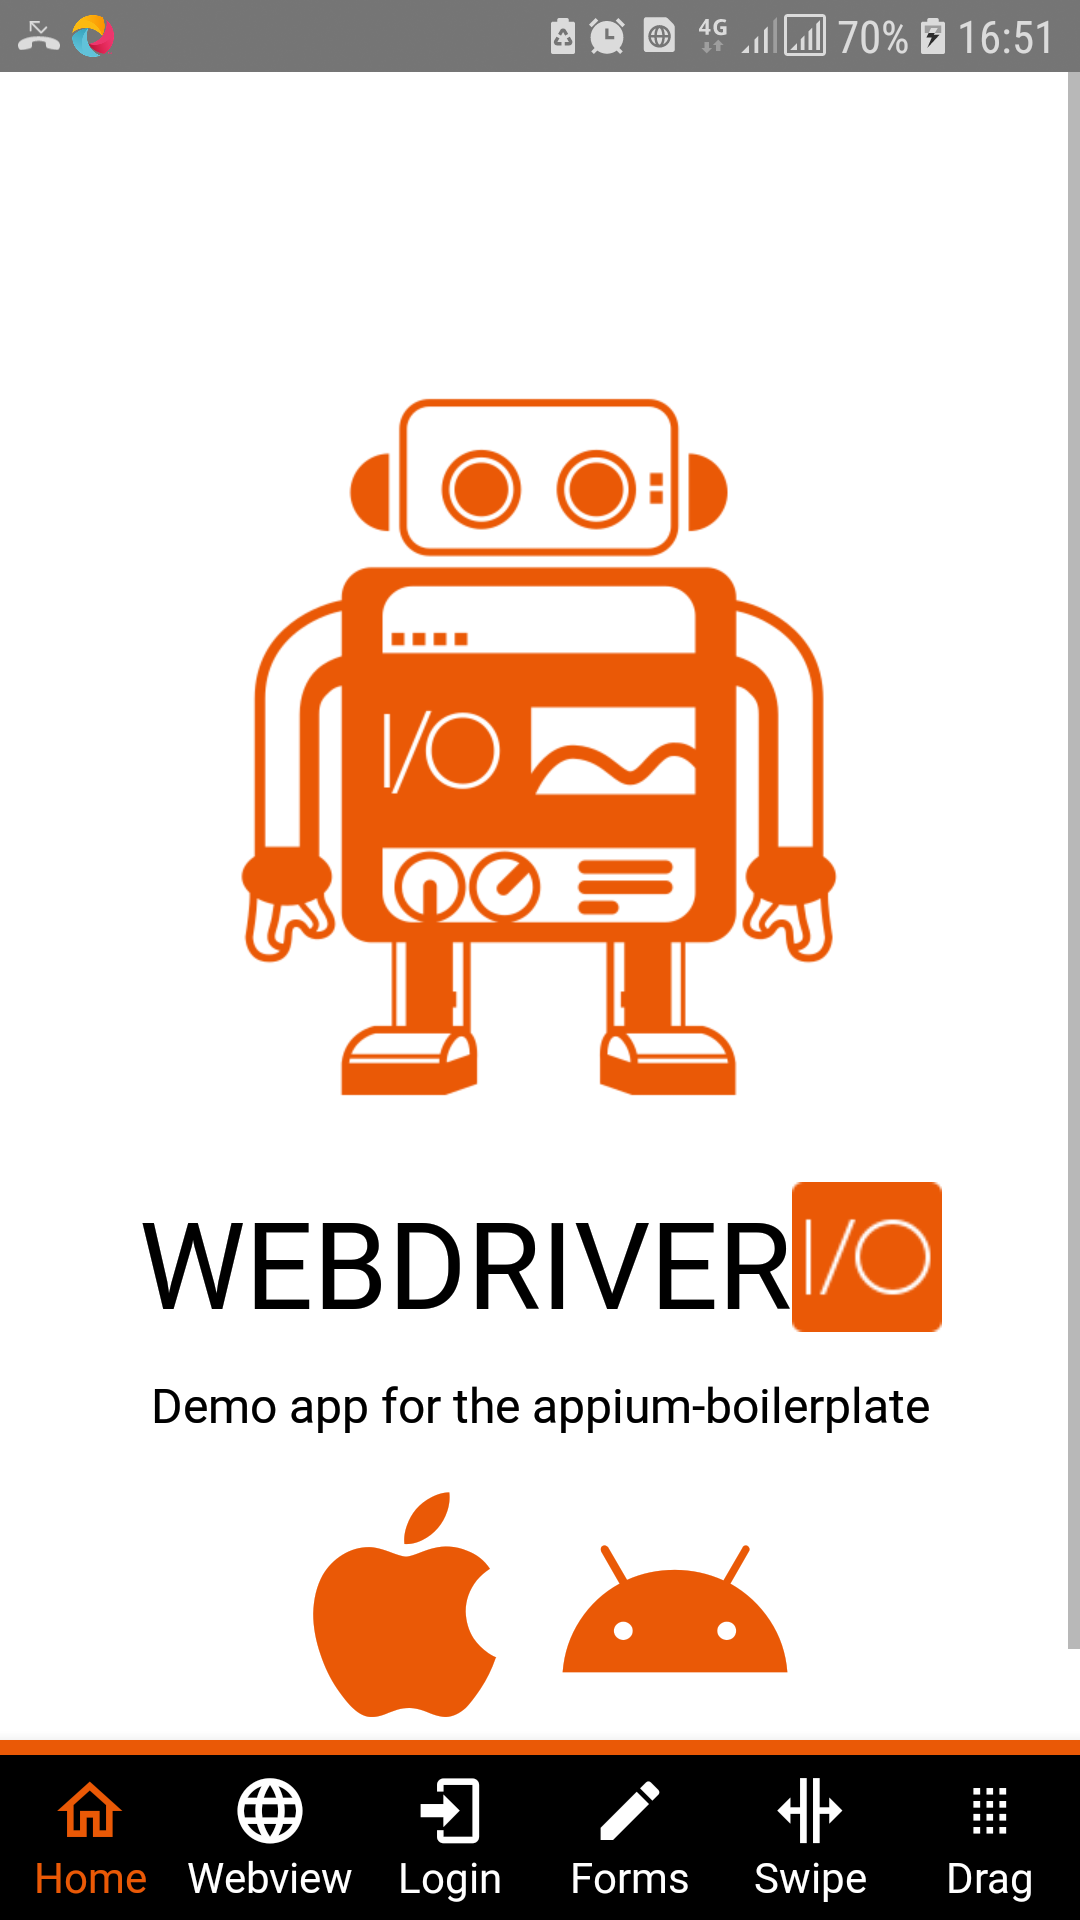 4G 70% 16:51
I/O
WEBDRIVER I/O
Demo app for the appium-boilerplate
Home Webview Login Forms Swipe Drag